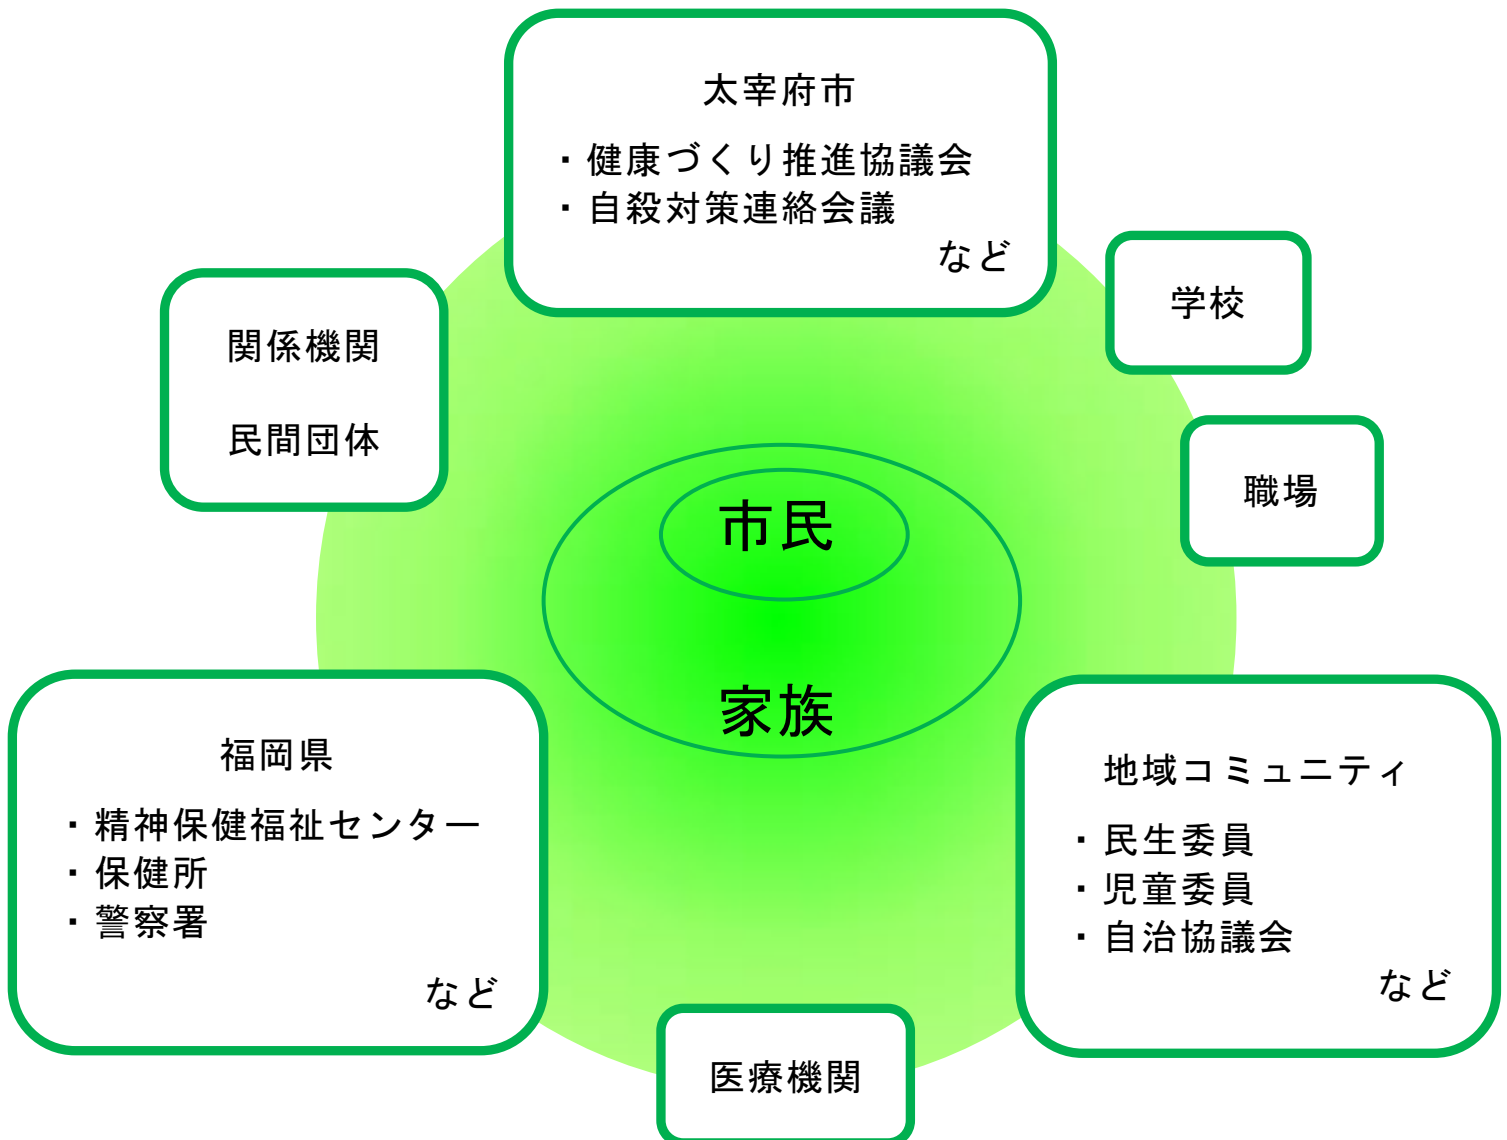 太宰府市
・健康づくり推進協議会
・自殺対策連絡会議
など
学校
関係機関
民間団体
職場
市民
家族
福岡県
・精神保健福祉センター
・保健所
・警察署
など
地域コミュニティ
・民生委員
・児童委員
・自治協議会
など
医療機関